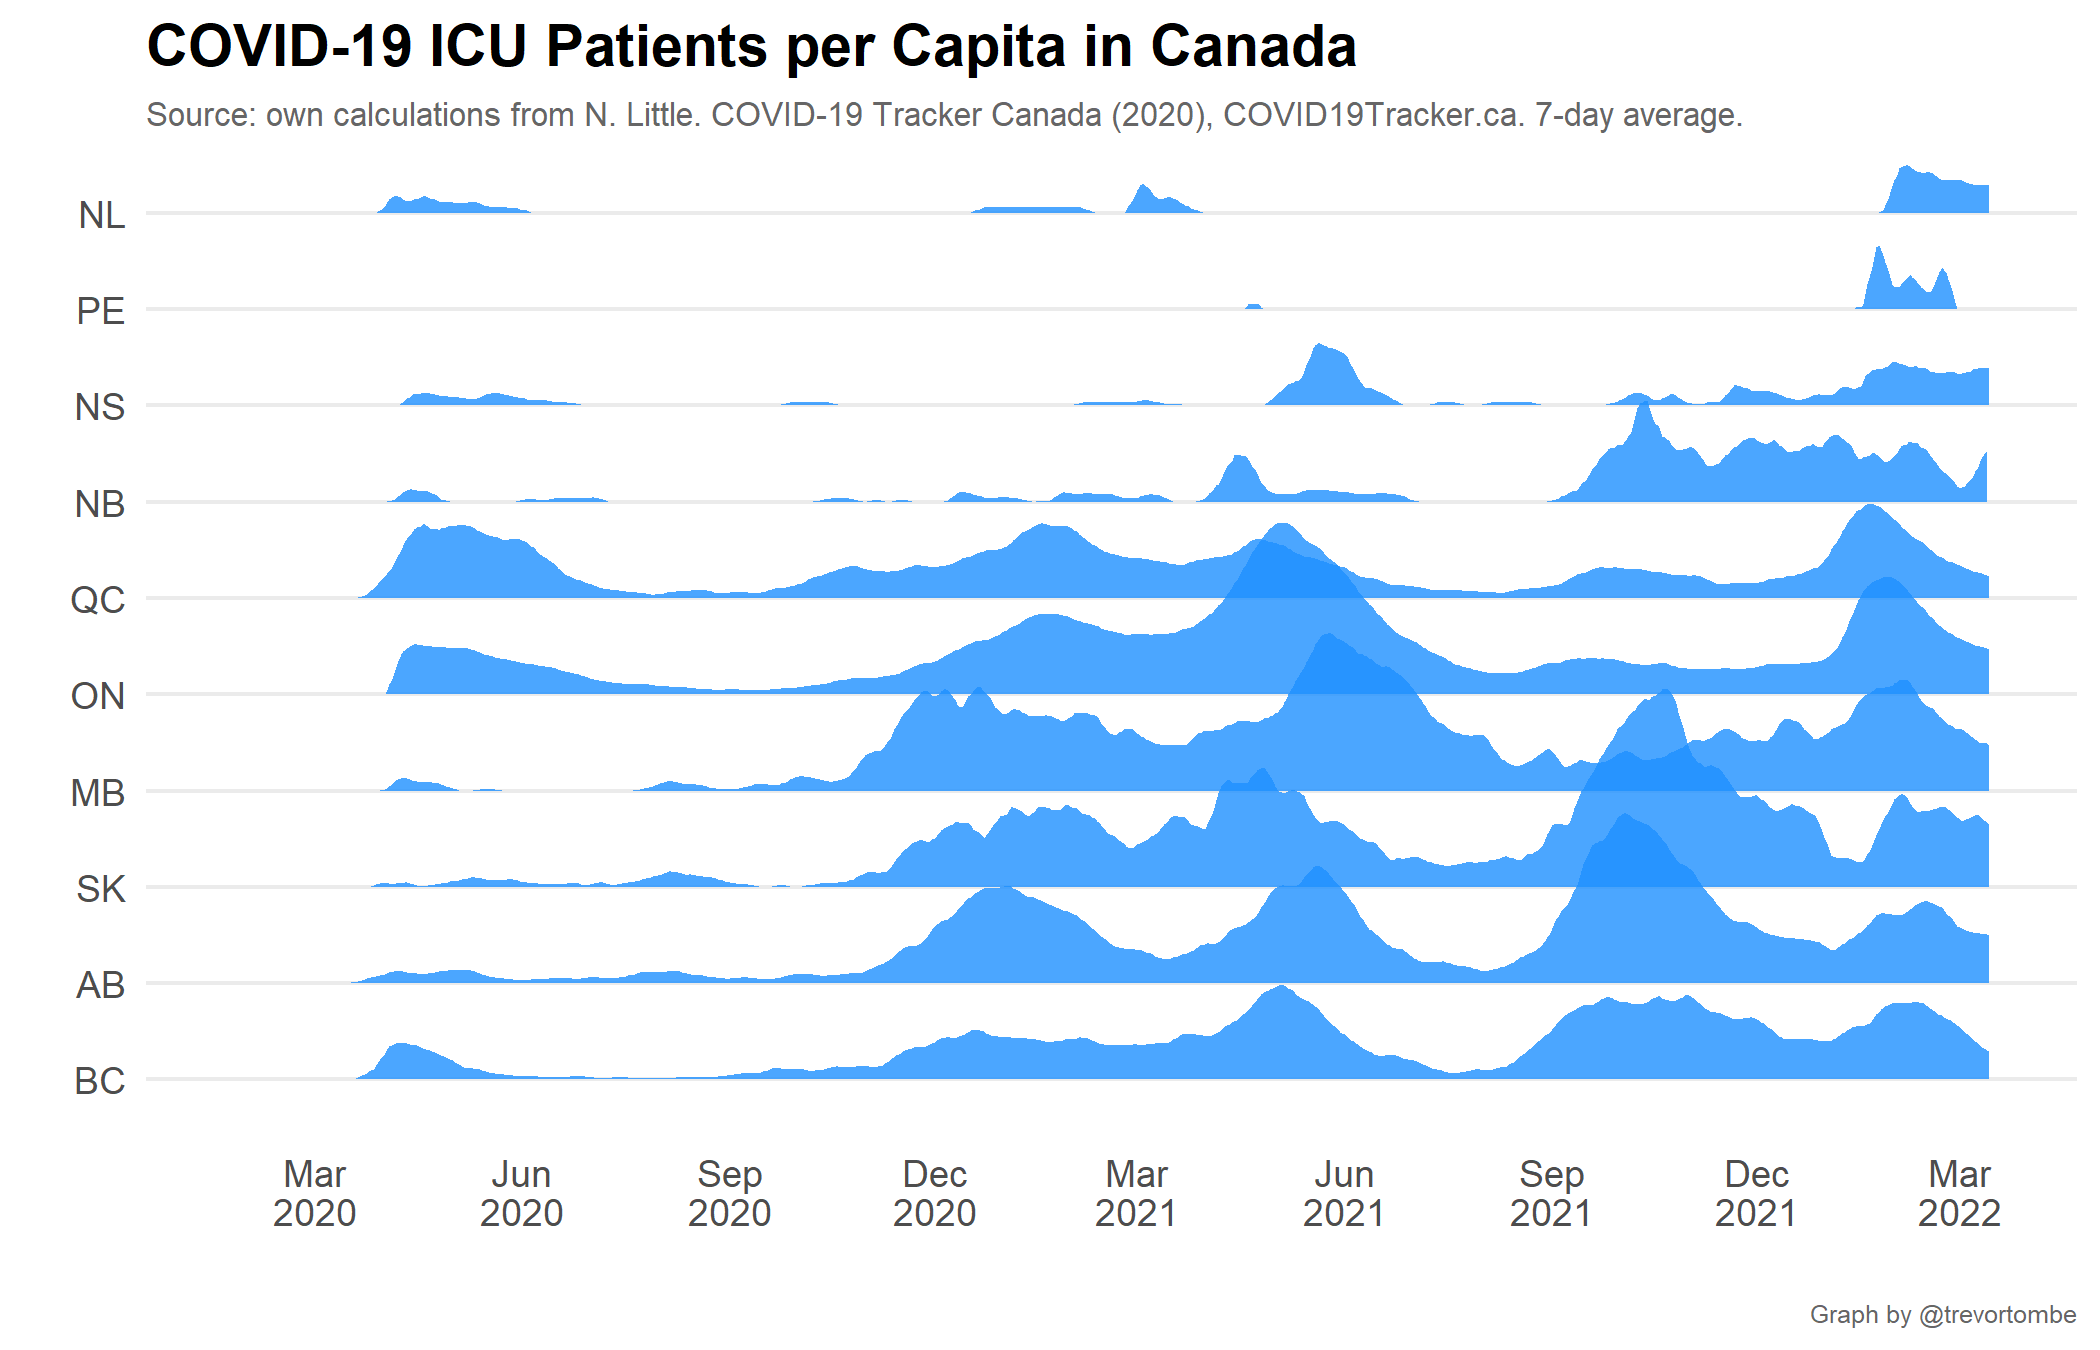 COVID-19 ICU Patients per Capita in Canada
Source: own calculations from N. Little. COVID-19 Tracker Canada (2020), COVID19Tracker.ca. 7-day average.
NL
PE
NS
NB
QC
ON
MB
SK
AB
BC
Mar Jun Sep Dec Mar Jun Sep Dec Mar
2020 2020 2020 2020 2021 2021 2021 2021 2022
Graph by @trevortombe